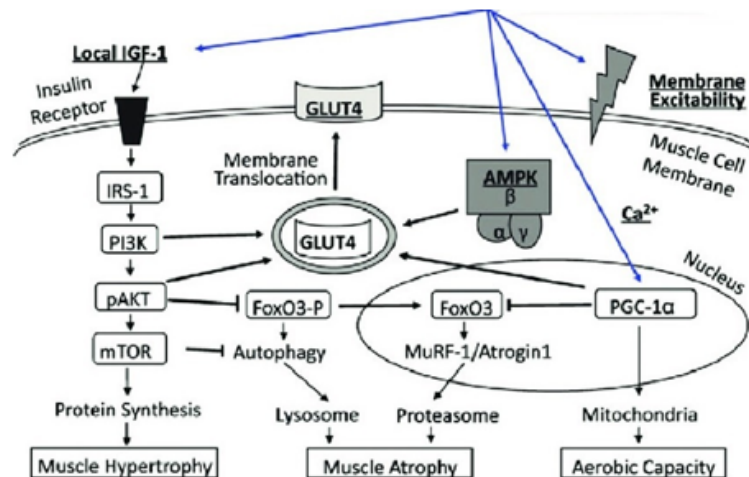 Local IGF-1
Insulin
Receptor
GLUT4
Membrane
Excitability
Muscle Cell
Membrane
Membrane
Translocation
IRS-1
AMPK
β
α γ
Ca²⁺
PI3K
GLUT4
Nucleus
pAKT
FoxO3-P
FoxO3
PGC-1α
mTOR
Autophagy
MuRF-1/Atrogin1
Protein Synthesis
Lysosome
Proteasome
Mitochondria
Muscle Hypertrophy
Muscle Atrophy
Aerobic Capacity